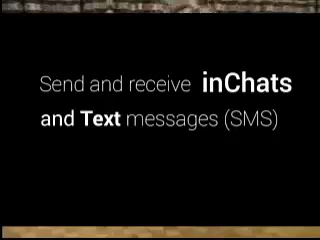 Send and receive inChats
and Text messages (SMS)